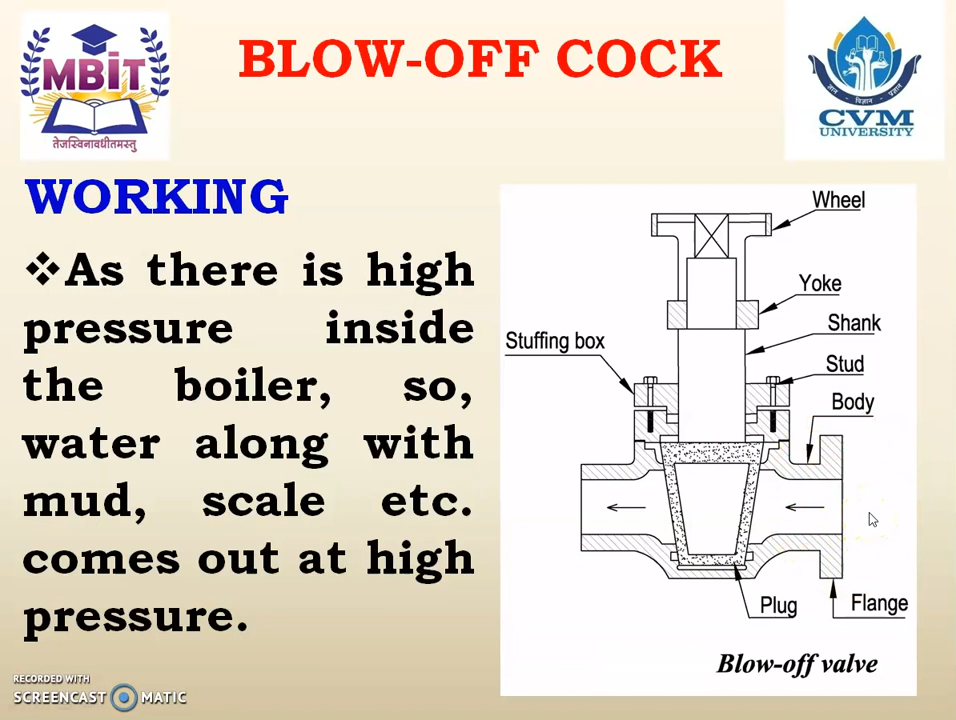 BLOW-OFF COCK
MBIT
तेजस्विनावधीतमस्तु
ज्ञान - विज्ञान - प्रज्ञान
CVM
UNIVERSITY
WORKING
❖As there is high
pressure inside
the boiler, so,
water along with
mud, scale etc.
comes out at high
pressure.
Wheel
Yoke
Shank
Stuffing box
Stud
Body
Plug
Flange
Blow-off valve
RECORDED WITH
SCREENCAST MATIC